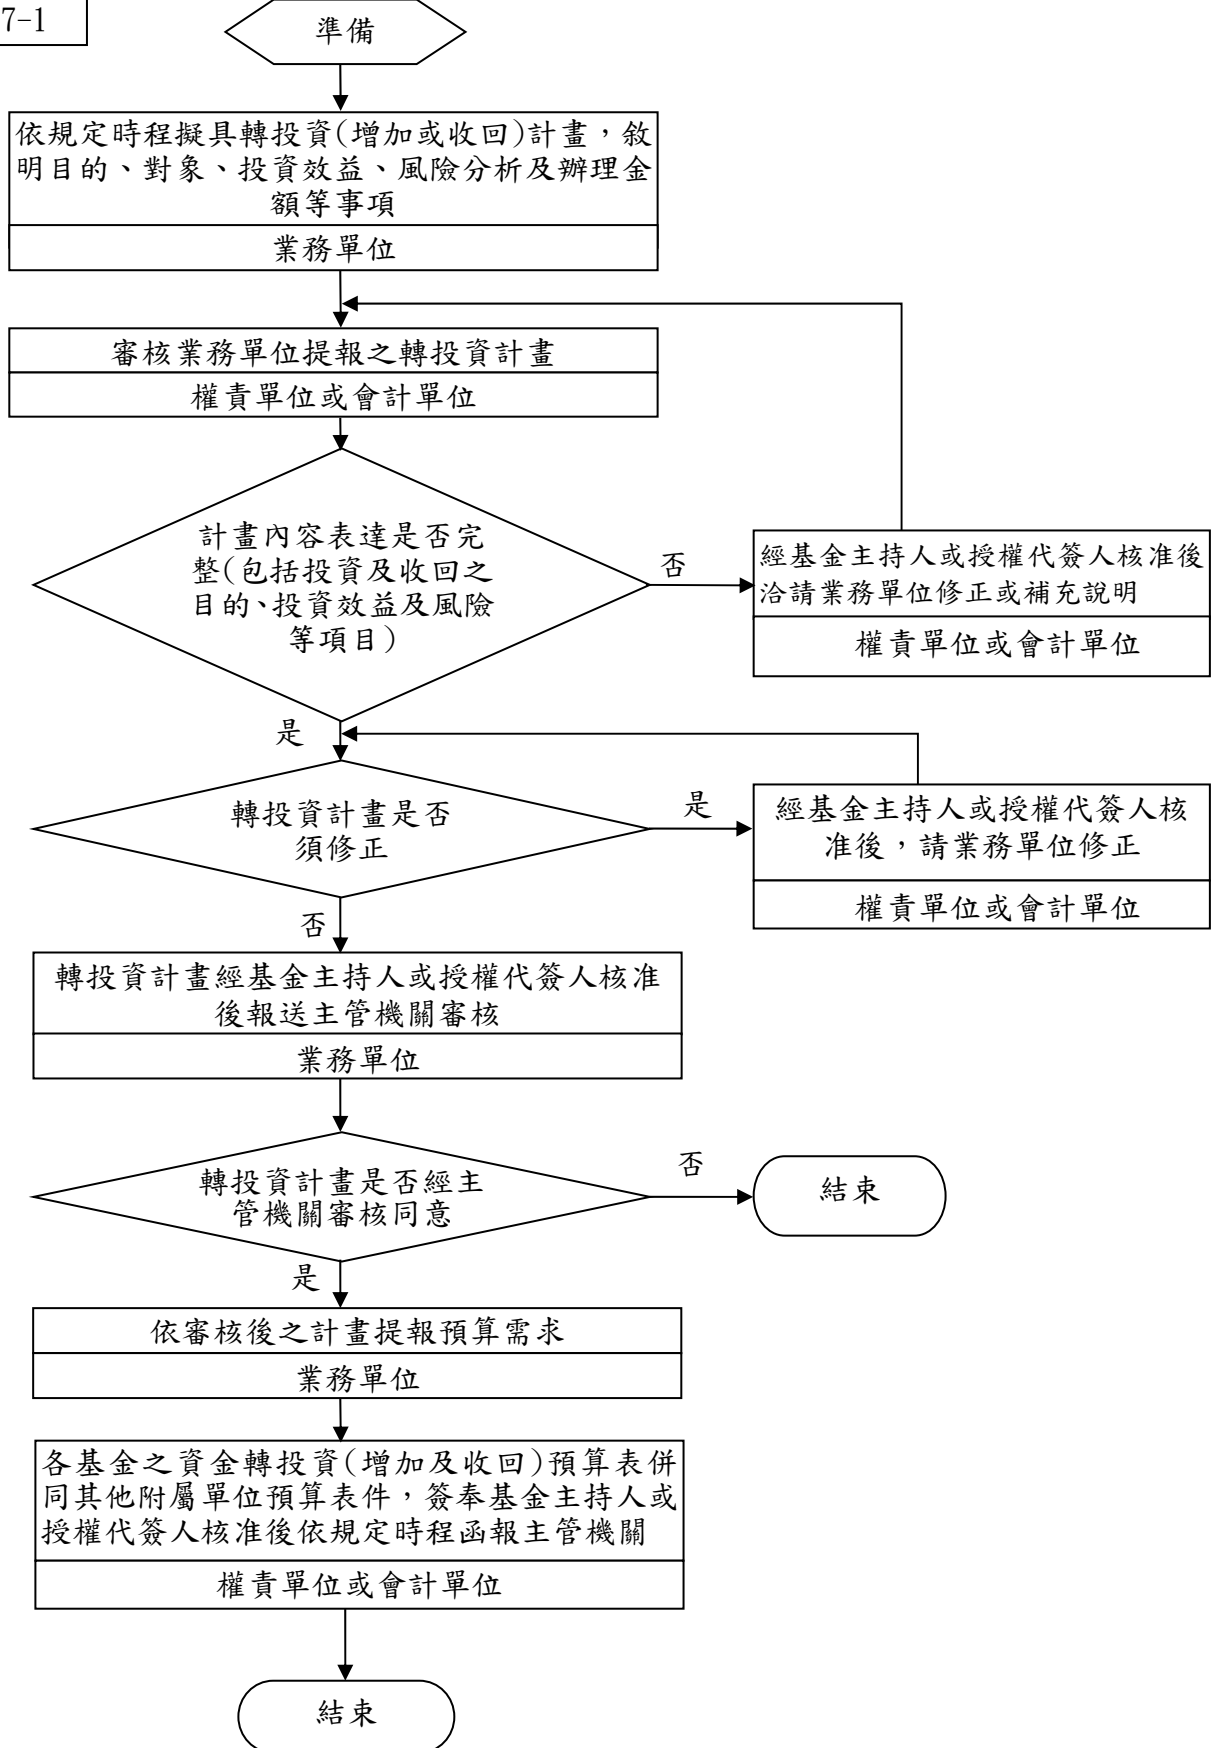 7-1
準備
依規定時程擬具轉投資(增加或收回)計畫，敘
明目的、對象、投資效益、風險分析及辦理金
額等事項
業務單位
審核業務單位提報之轉投資計畫
權責單位或會計單位
計畫內容表達是否完
整(包括投資及收回之
目的、投資效益及風險
等項目)
否
經基金主持人或授權代簽人核准後
洽請業務單位修正或補充說明
權責單位或會計單位
是
轉投資計畫是否
須修正
是
經基金主持人或授權代簽人核
准後，請業務單位修正
權責單位或會計單位
否
轉投資計畫經基金主持人或授權代簽人核准
後報送主管機關審核
業務單位
轉投資計畫是否經主
管機關審核同意
否
結束
是
依審核後之計畫提報預算需求
業務單位
各基金之資金轉投資(增加及收回)預算表併
同其他附屬單位預算表件，簽奉基金主持人或
授權代簽人核准後依規定時程函報主管機關
權責單位或會計單位
結束